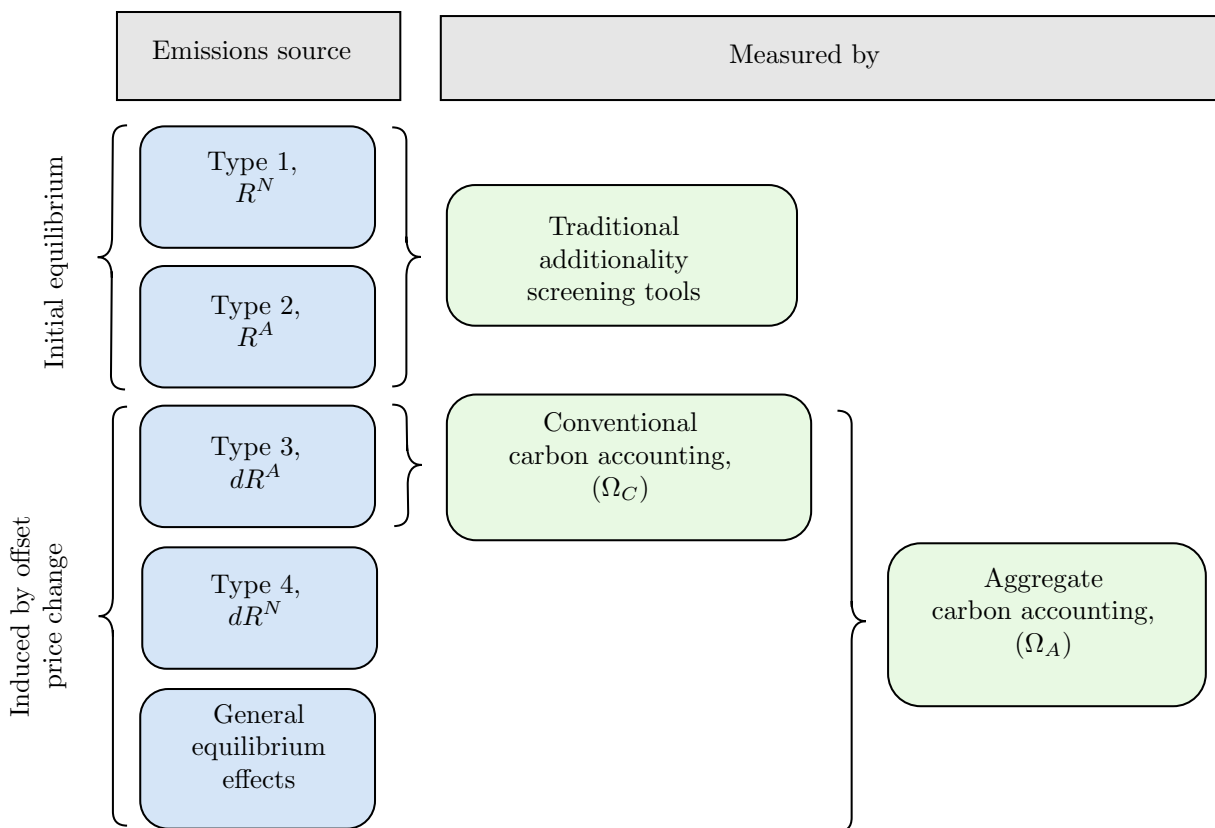 Emissions source
Measured by
Initial equilibrium
Type 1,
R^N
Type 2,
R^A
Traditional
additionality
screening tools
Induced by offset
price change
Type 3,
dR^A
Conventional
carbon accounting,
(Ω_C)
Type 4,
dR^N
Aggregate
carbon accounting,
(Ω_A)
General
equilibrium
effects